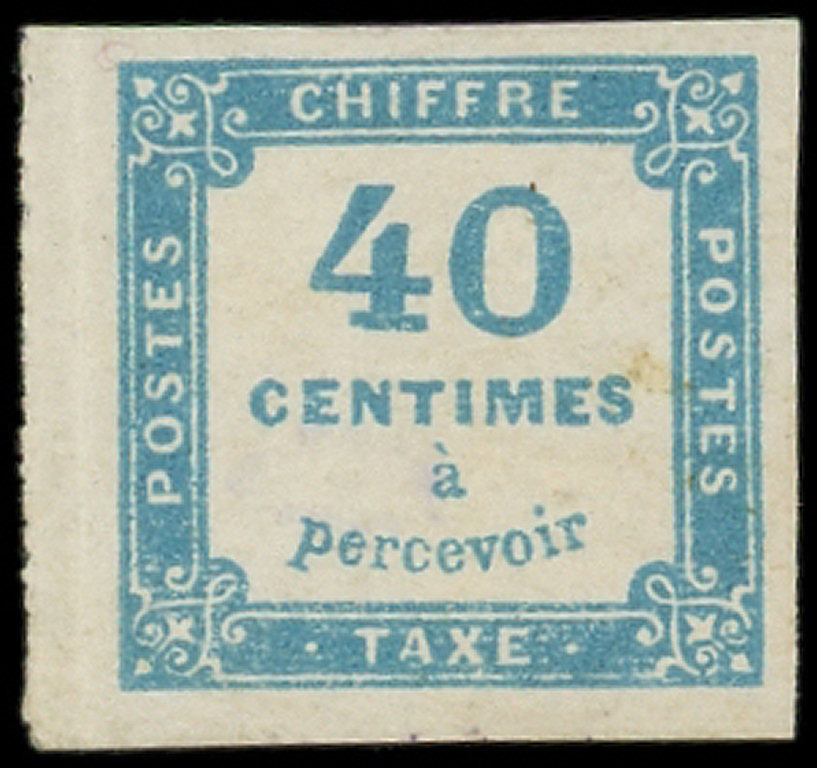 CHIFFRE
POSTES
40
CENTIMES
à
percevoir
POSTES
· TAXE ·